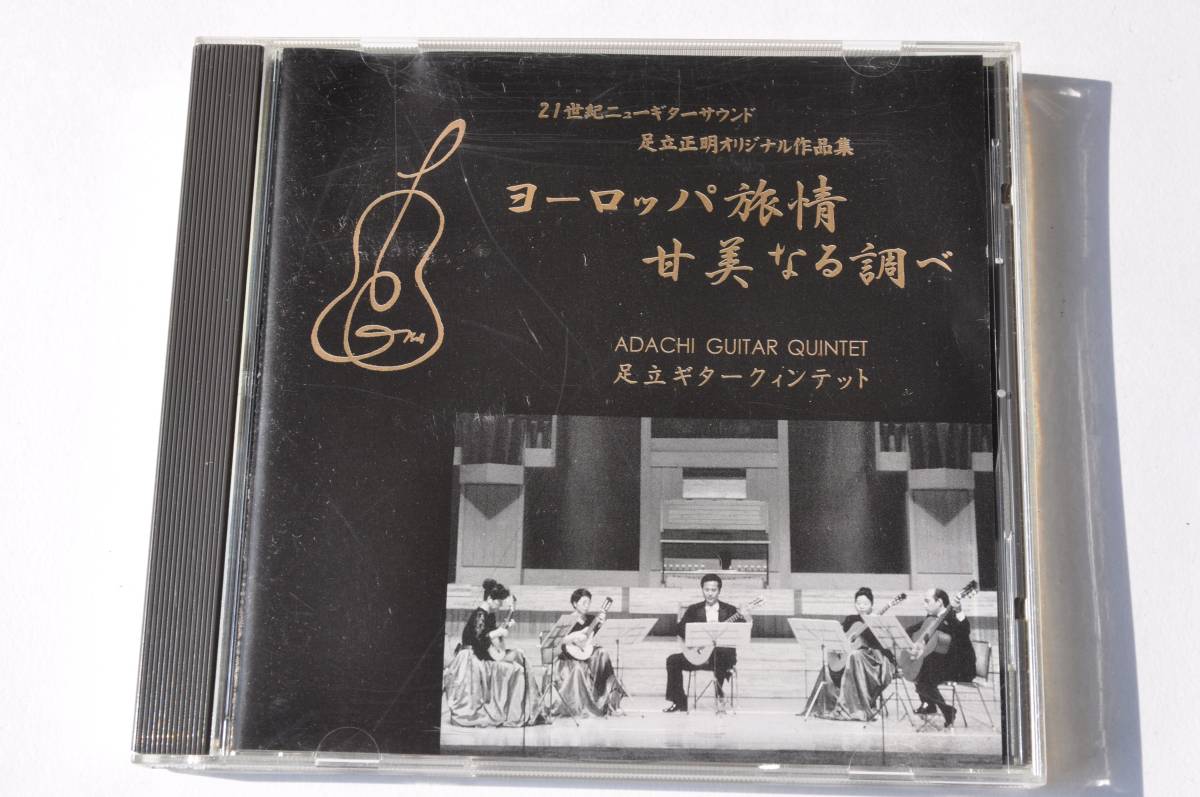 21世紀ニューギターサウンド
足立正明オリジナル作品集
ヨーロッパ旅情
甘美なる調べ
ADACHI GUITAR QUINTET
足立ギタークィンテット